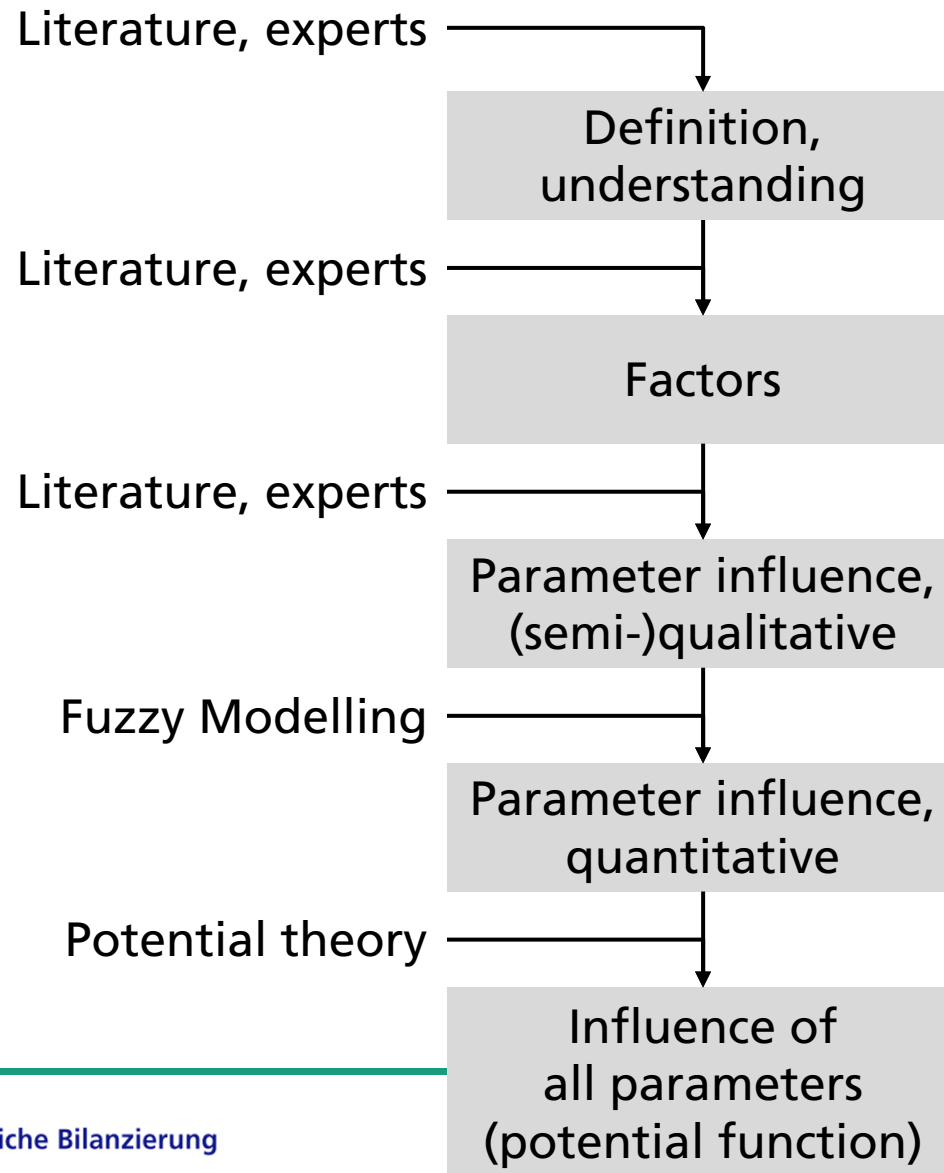 Literature, experts
Definition,
understanding
Literature, experts
Factors
Literature, experts
Parameter influence,
(semi-)qualitative
Fuzzy Modelling
Parameter influence,
quantitative
Potential theory
Influence of
all parameters
(potential function)
Bilanzierung